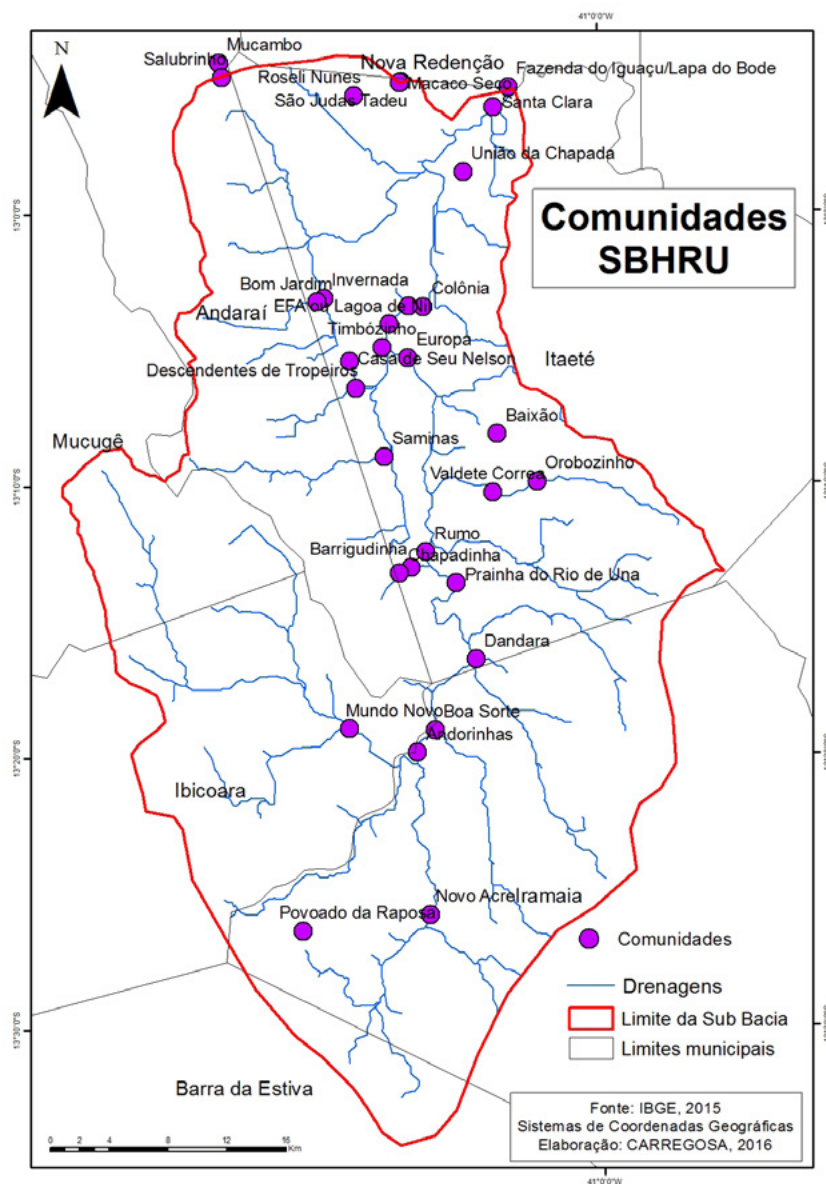 41°0'0"W
N
Mucambo
Salubrinho
Nova Redenção
Fazenda do Iguaçu/Lapa do Bode
Roseli Nunes
Macaco Seco
São Judas Tadeu
Santa Clara
União da Chapada
Comunidades
SBHRU
13°0'0"S
Bom Jardim
Invernada
Colônia
Andaraí
EFA ou Lagoa de Niu
Timbózinho
Europa
Casa de Seu Nelson
Itaeté
Descendentes de Tropeiros
Baixão
Mucugê
Saminas
Valdete Correa
Orobozinho
13°10'0"S
Rumo
Barrigudinha
Chapadinha
Prainha do Rio de Una
Dandara
Mundo Novo
Boa Sorte
Andorinhas
13°20'0"S
Ibicoara
Novo Acre
Iramaia
Povoado da Raposa
Comunidades
Drenagens
Limite da Sub Bacia
Limites municipais
13°30'0"S
Barra da Estiva
Fonte: IBGE, 2015
Sistemas de Coordenadas Geográficas
Elaboração: CARREGOSA, 2016
0 2 4 8 12 16
Km
41°0'0"W